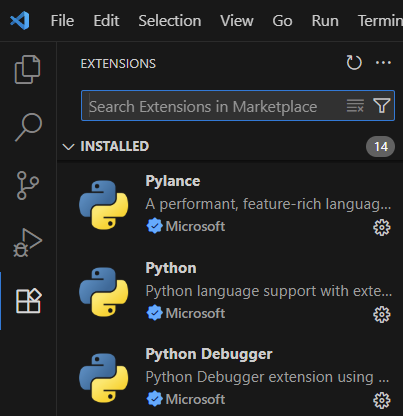 File Edit Selection View Go Run Termin
EXTENSIONS
Search Extensions in Marketplace
INSTALLED 14
Pylance
A performant, feature-rich languag...
Microsoft
Python
Python language support with exte...
Microsoft
Python Debugger
Python Debugger extension using ...
Microsoft